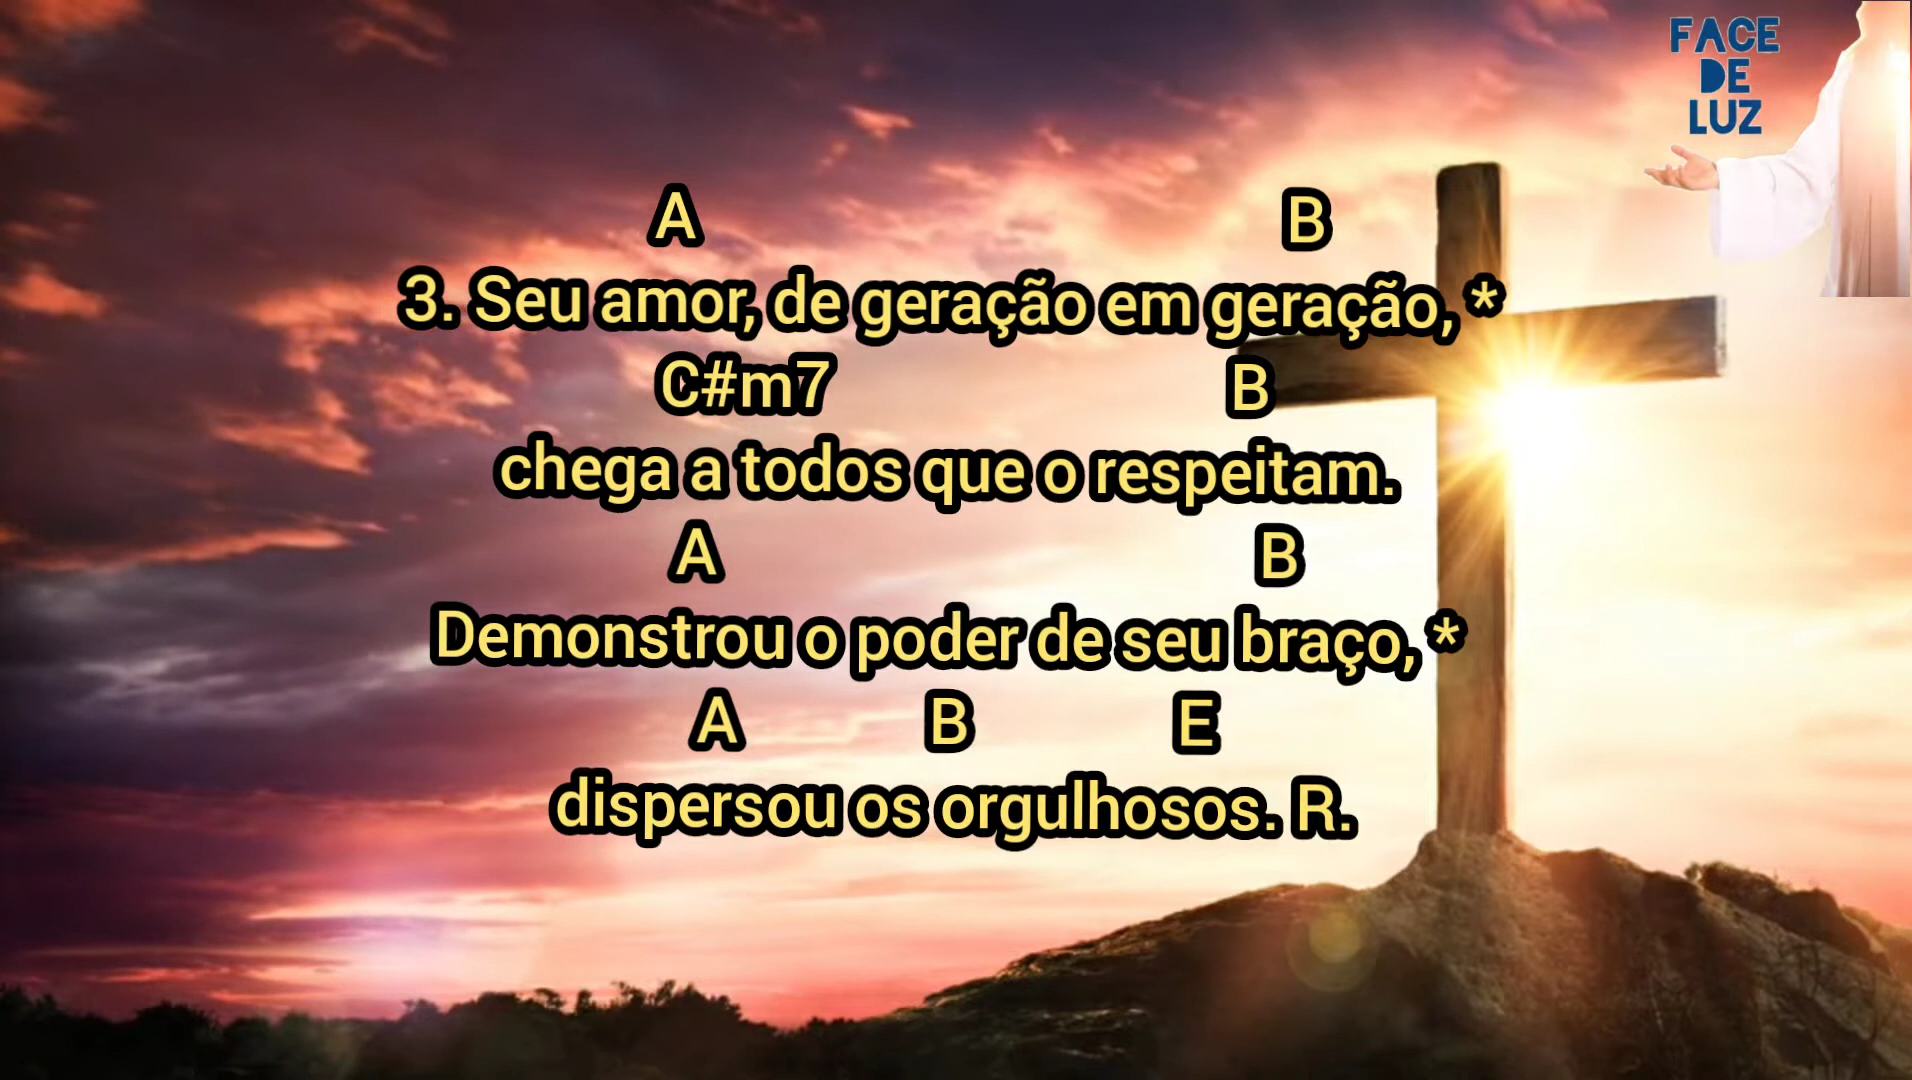 FACE
DE
LUZ
A B
3. Seu amor, de geração em geração, *
C#m7 B
chega a todos que o respeitam.
A B
Demonstrou o poder de seu braço, *
A B E
dispersou os orgulhosos. R.